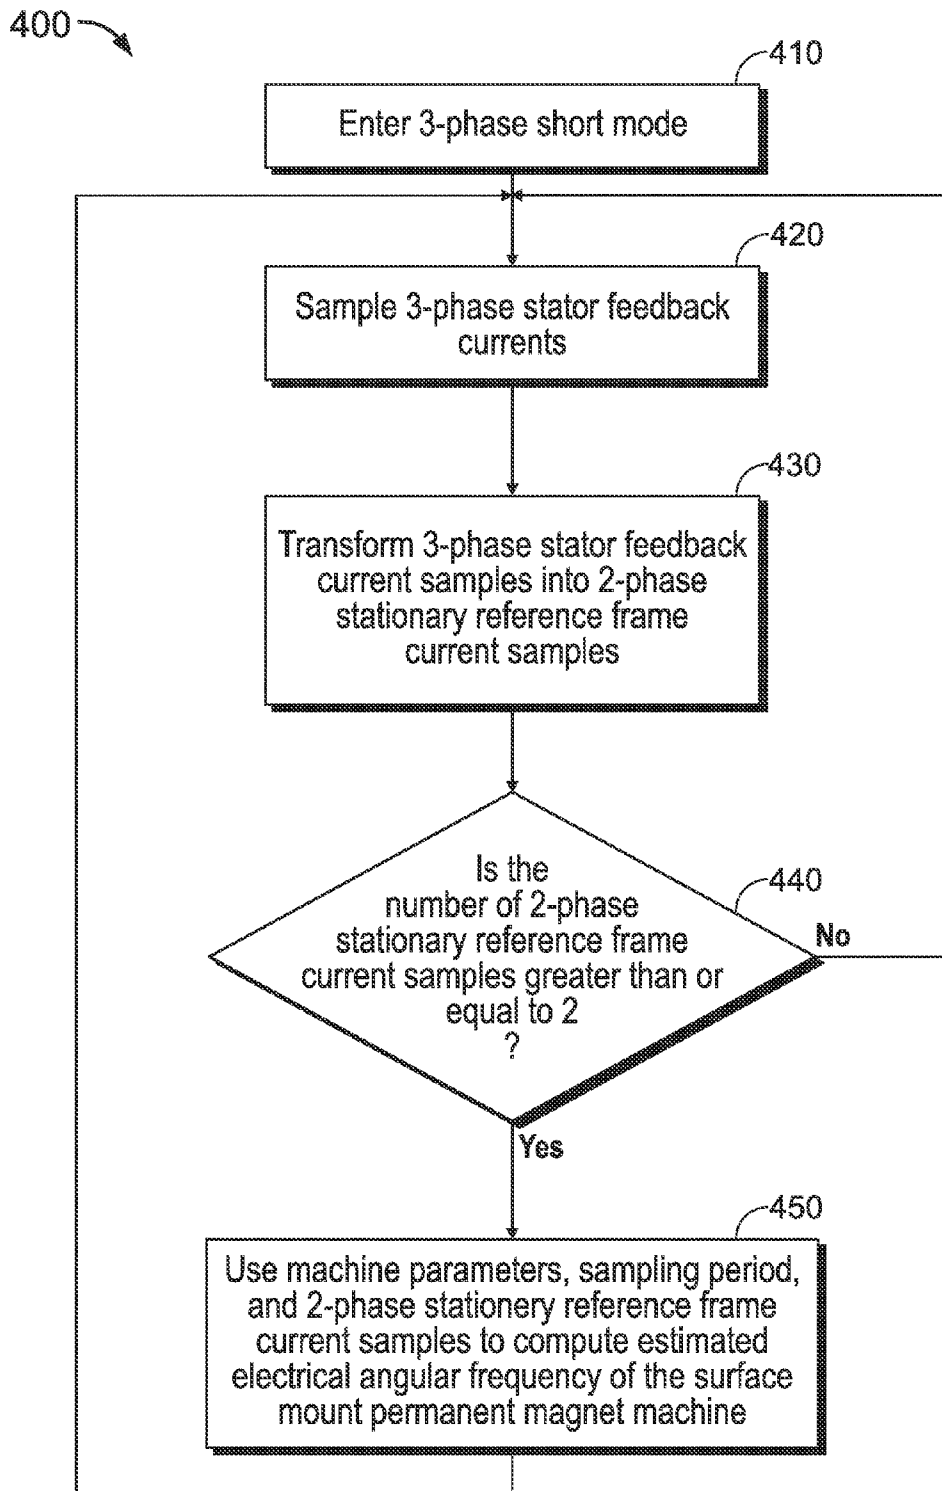 400
410
Enter 3-phase short mode
420
Sample 3-phase stator feedback
currents
430
Transform 3-phase stator feedback
current samples into 2-phase
stationary reference frame
current samples
440
Is the
number of 2-phase
stationary reference frame
current samples greater than or
equal to 2
?
No
Yes
450
Use machine parameters, sampling period,
and 2-phase stationery reference frame
current samples to compute estimated
electrical angular frequency of the surface
mount permanent magnet machine